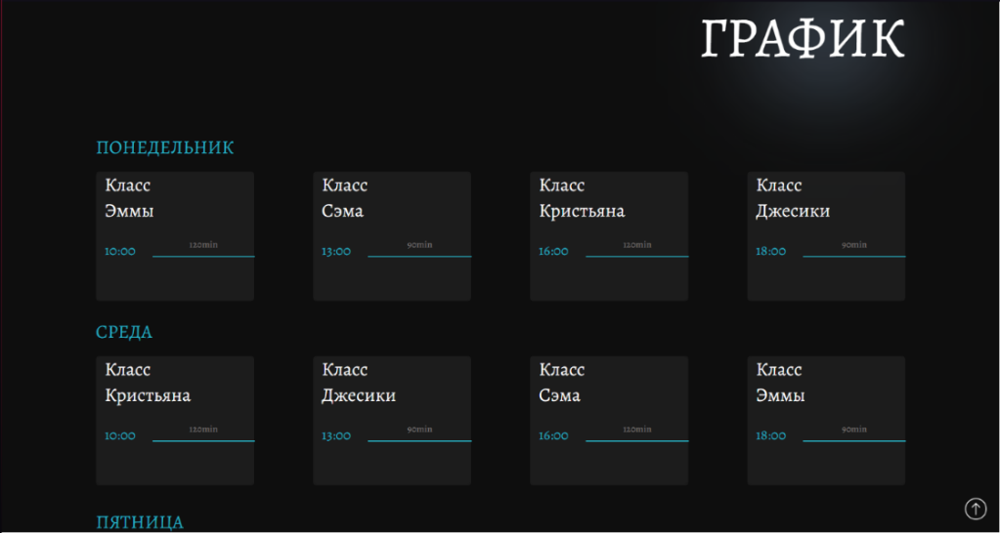 ГРАФИК
ПОНЕДЕЛЬНИК
Класс
Эммы
10:00 120min
Класс
Сэма
13:00 90min
Класс
Кристьяна
16:00 120min
Класс
Джесики
18:00 90min
СРЕДА
Класс
Кристьяна
10:00 120min
Класс
Джесики
13:00 90min
Класс
Сэма
16:00 120min
Класс
Эммы
18:00 90min
ПЯТНИЦА